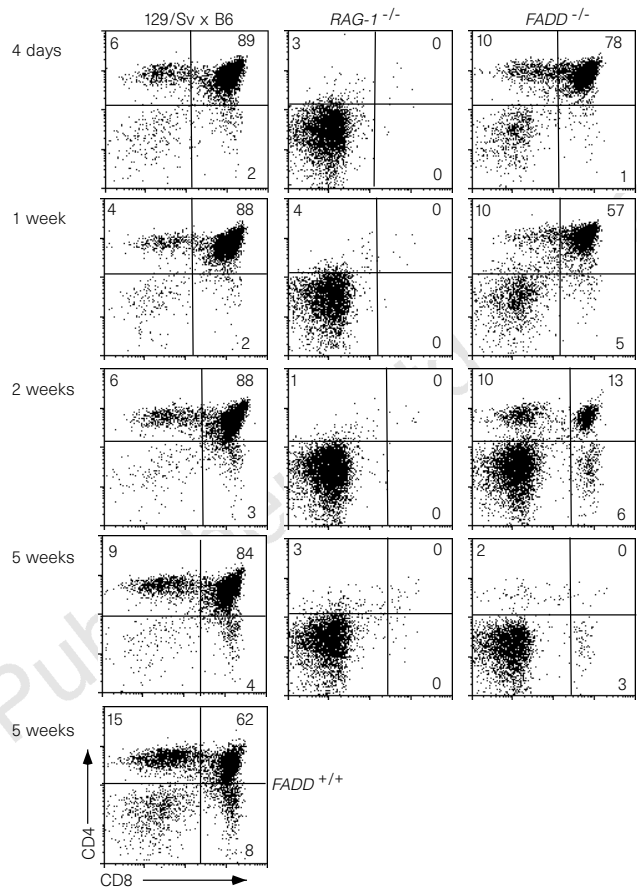 129/Sv x B6 RAG-1 -/- FADD -/-
4 days 6 89 3 0 10 78
2 0 1
1 week 4 88 4 0 10 57
2 0 5
2 weeks 6 88 1 0 10 13
3 0 6
5 weeks 9 84 3 0 2 0
4 0 3
5 weeks 15 62
FADD +/+
8
CD4
CD8